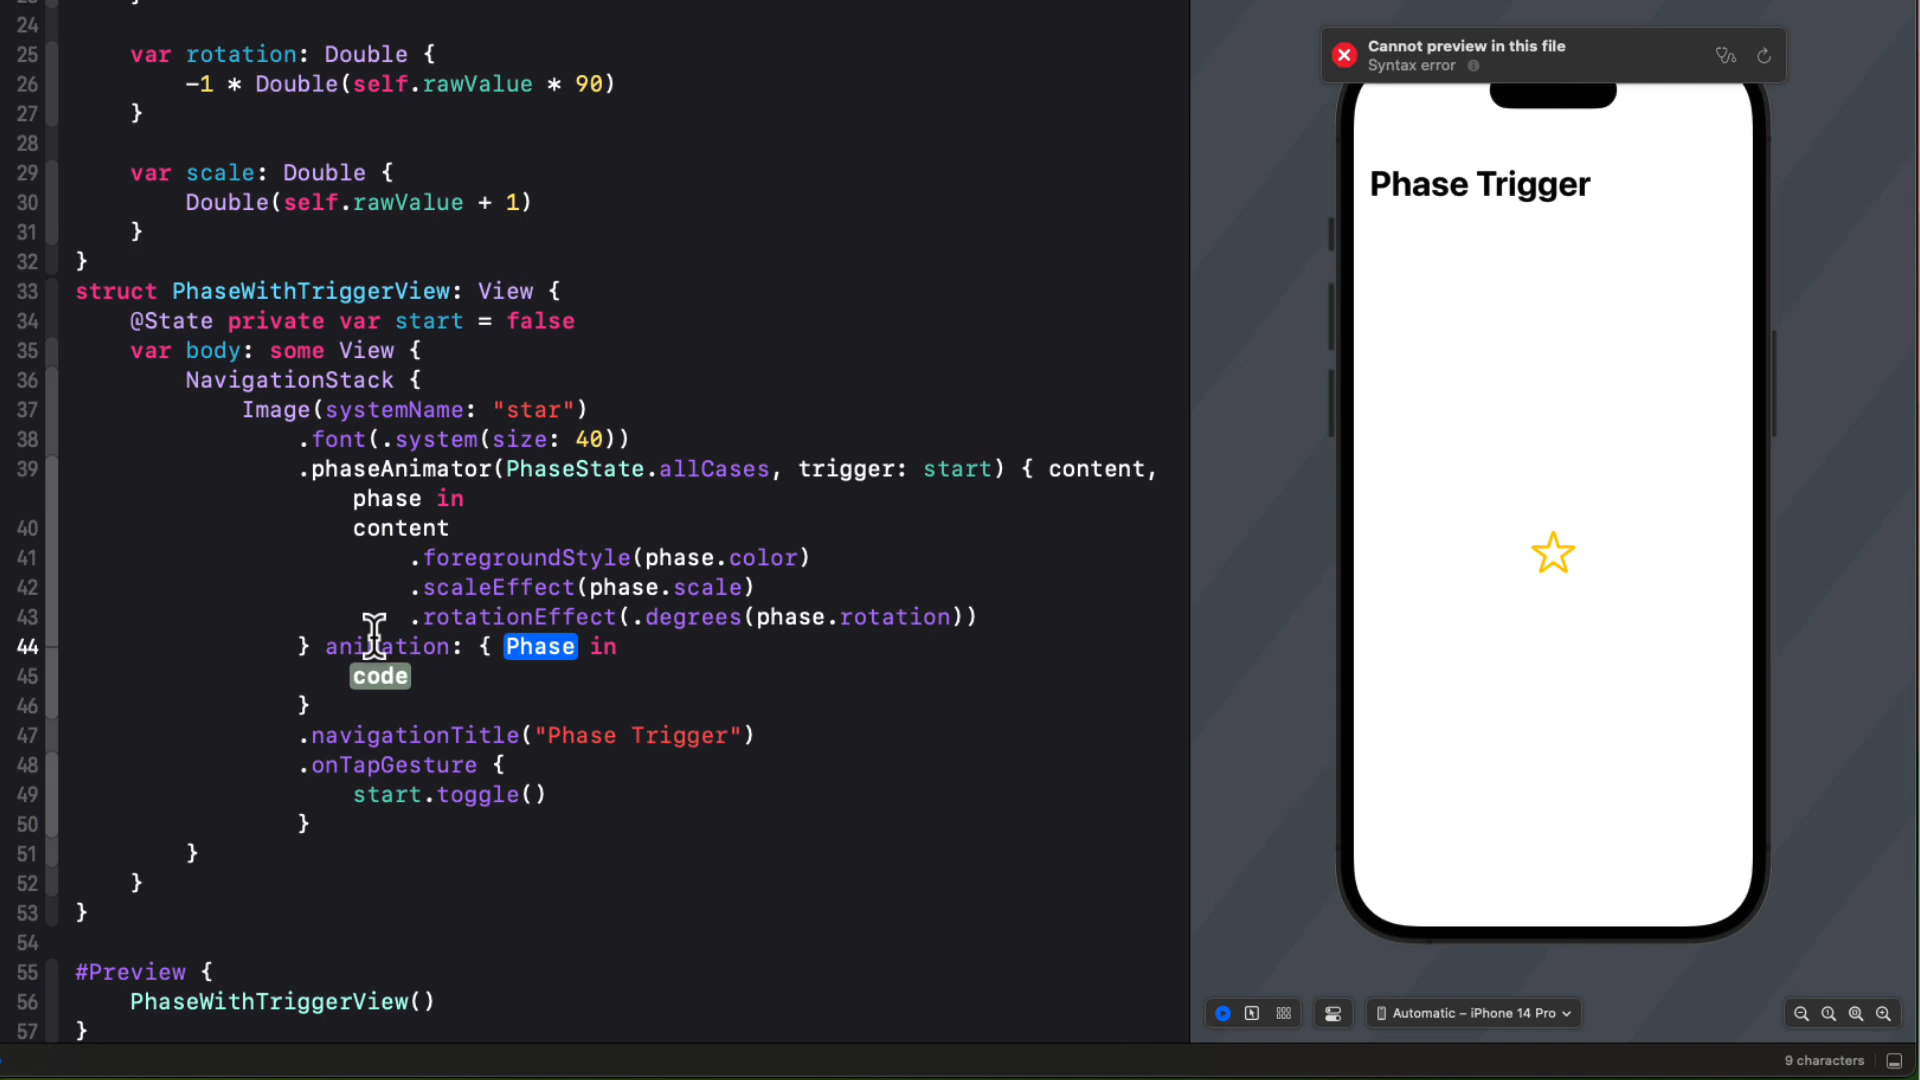 24
25 var rotation: Double {
26 -1 * Double(self.rawValue * 90)
27 }
28
29 var scale: Double {
30 Double(self.rawValue + 1)
31 }
32 }
33 struct PhaseWithTriggerView: View {
34 @State private var start = false
35 var body: some View {
36 NavigationStack {
37 Image(systemName: "star")
38 .font(.system(size: 40))
39 .phaseAnimator(PhaseState.allCases, trigger: start) { content,
phase in
40 content
41 .foregroundStyle(phase.color)
42 .scaleEffect(phase.scale)
43 .rotationEffect(.degrees(phase.rotation))
44 } animation: { Phase in
45 code
46 }
47 .navigationTitle("Phase Trigger")
48 .onTapGesture {
49 start.toggle()
50 }
51 }
52 }
53 }
54
55 #Preview {
56 PhaseWithTriggerView()
57 }
Cannot preview in this file
Syntax error
Phase Trigger
Automatic – iPhone 14 Pro
9 characters